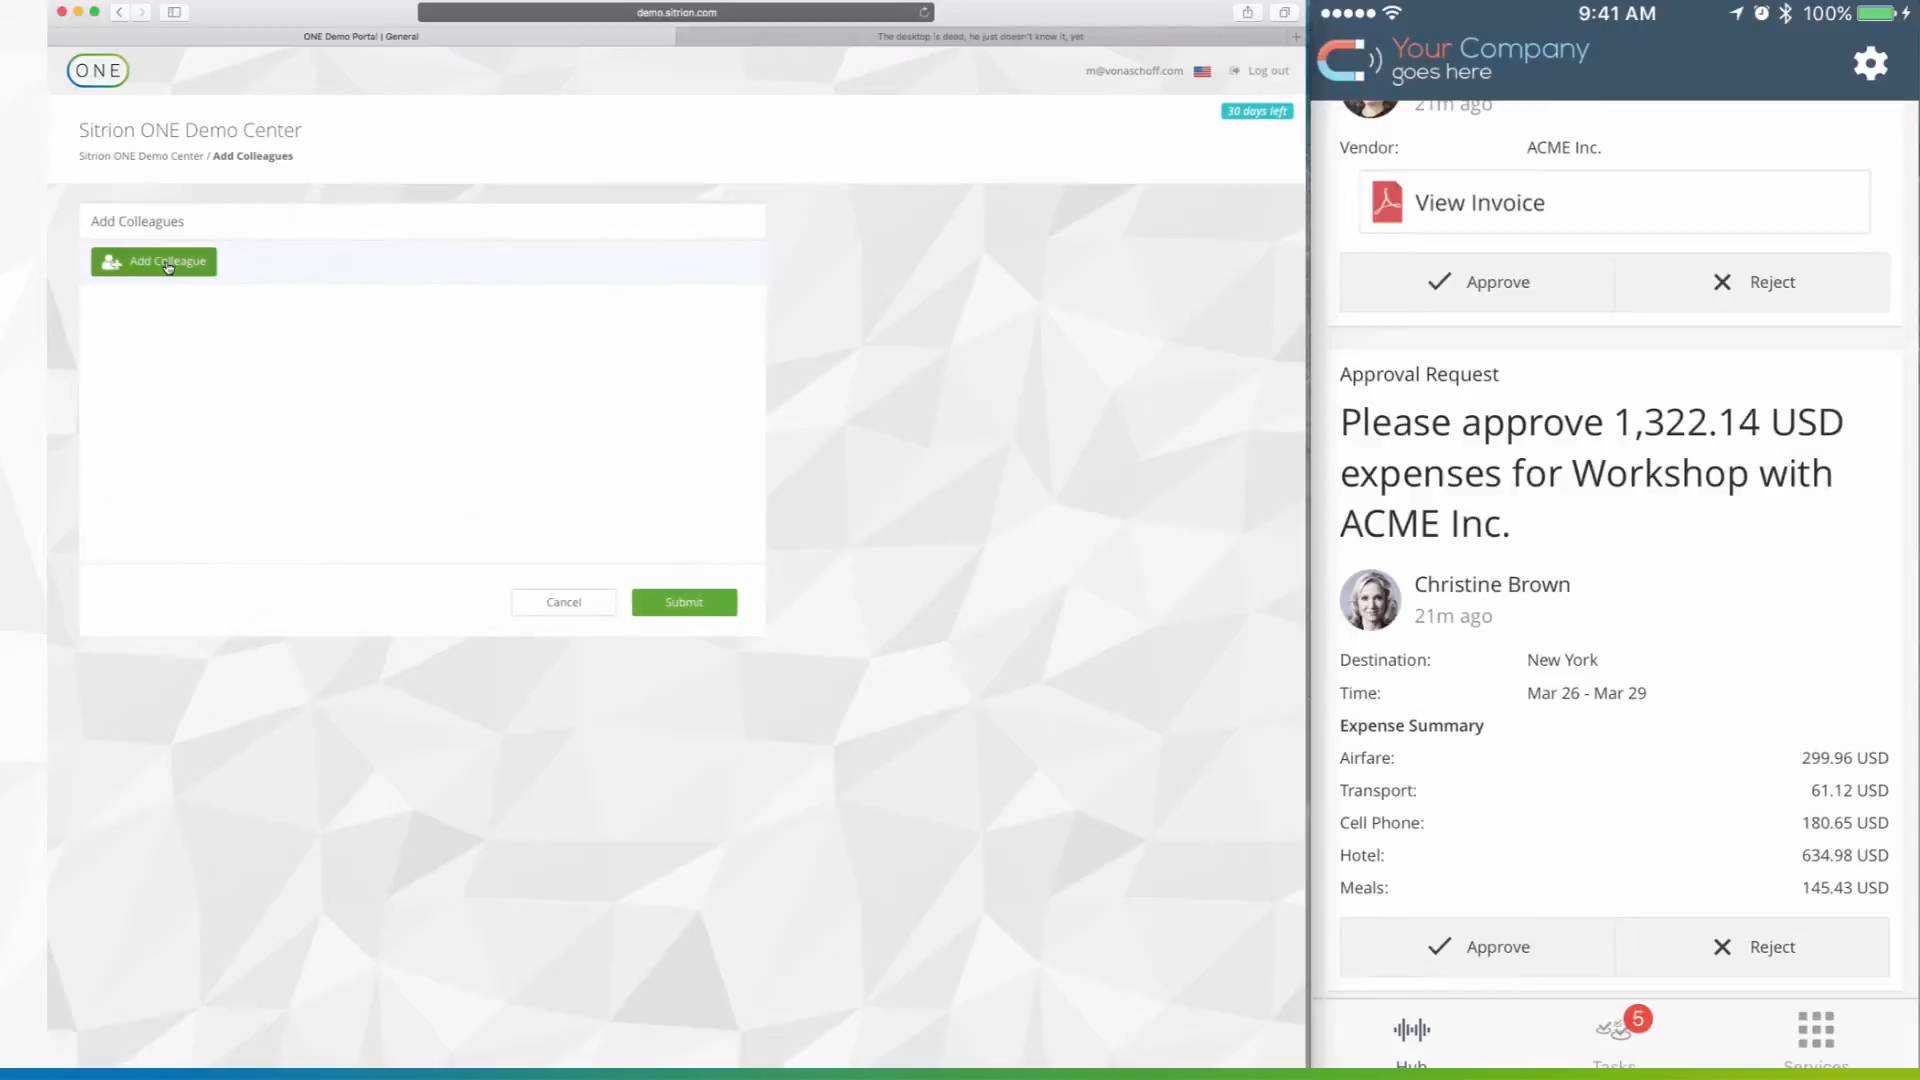 demo.sitrion.com
ONE Demo Portal | General
The desktop is dead, he just doesn't know it, yet
ONE
m@vonaschoff.com
Log out
30 days left
Sitrion ONE Demo Center
Sitrion ONE Demo Center / Add Colleagues
Add Colleagues
Add Colleague
Cancel
Submit
9:41 AM
100%
Your Company
goes here
21m ago
Vendor: ACME Inc.
View Invoice
Approve
Reject
Approval Request
Please approve 1,322.14 USD
expenses for Workshop with
ACME Inc.
Christine Brown
21m ago
Destination: New York
Time: Mar 26 - Mar 29
Expense Summary
Airfare: 299.96 USD
Transport: 61.12 USD
Cell Phone: 180.65 USD
Hotel: 634.98 USD
Meals: 145.43 USD
Approve
Reject
5
Hub
Tasks
Services